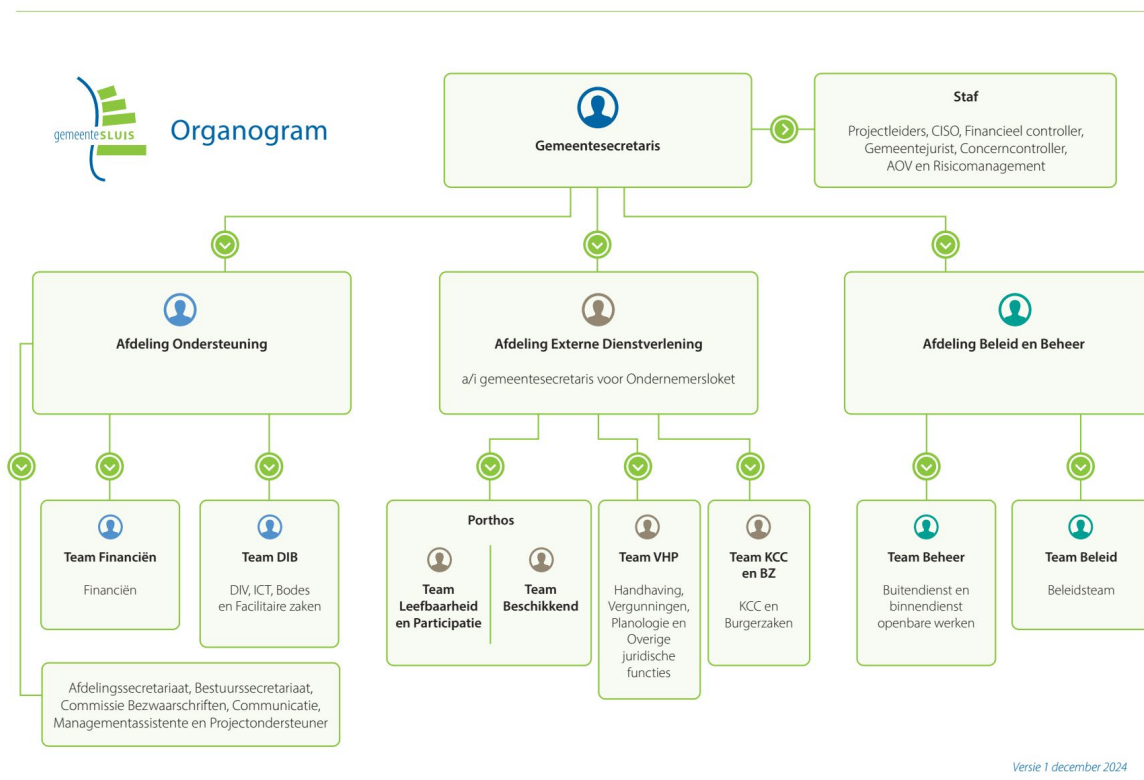 gemeenteSLUIS
Organogram
Gemeentesecretaris
Staf
Projectleiders, CISO, Financieel controller,
Gemeentejurist, Concerncontroller,
AOV en Risicomanagement
Afdeling Ondersteuning
Afdeling Externe Dienstverlening
a/i gemeentesecretaris voor Ondernemersloket
Afdeling Beleid en Beheer
Team Financiën
Financiën
Team DIB
DIV, ICT, Bodes
en Facilitaire zaken
Afdelingssecretariaat, Bestuurssecretariaat,
Commissie Bezwaarschriften, Communicatie,
Managementassistente en Projectondersteuner
Porthos
Team
Leefbaarheid
en Participatie
Team
Beschikkend
Team VHP
Handhaving,
Vergunningen,
Planologie en
Overige
juridische
functies
Team KCC
en BZ
KCC en
Burgerzaken
Team Beheer
Buitendienst en
binnendienst
openbare werken
Team Beleid
Beleidsteam
Versie 1 december 2024